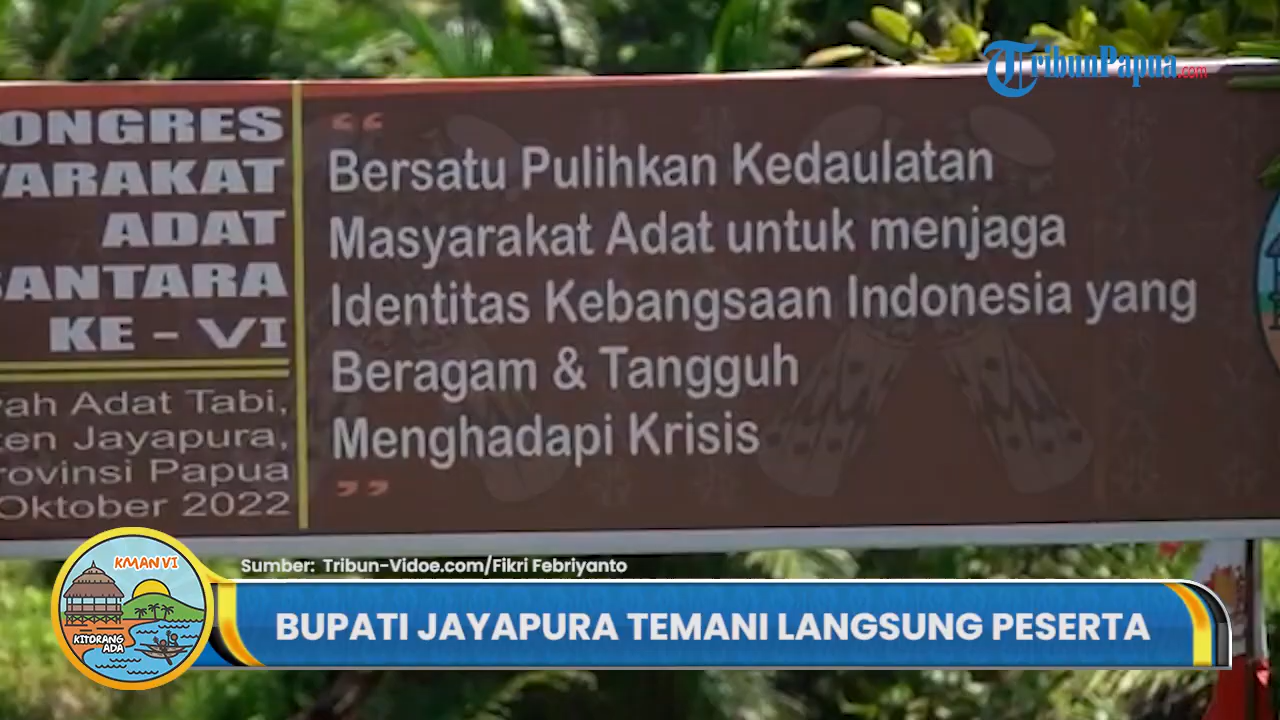 TribunPapua.com
ONGRES
YARAKAT
ADAT
SANTARA
KE - VI
yah Adat Tabi,
ten Jayapura,
rovinsi Papua
Oktober 2022
“
Bersatu Pulihkan Kedaulatan
Masyarakat Adat untuk menjaga
Identitas Kebangsaan Indonesia yang
Beragam & Tangguh
Menghadapi Krisis
”
KMAN VI
KITORANG
ADA
Sumber: Tribun-Vidoe.com/Fikri Febriyanto
BUPATI JAYAPURA TEMANI LANGSUNG PESERTA